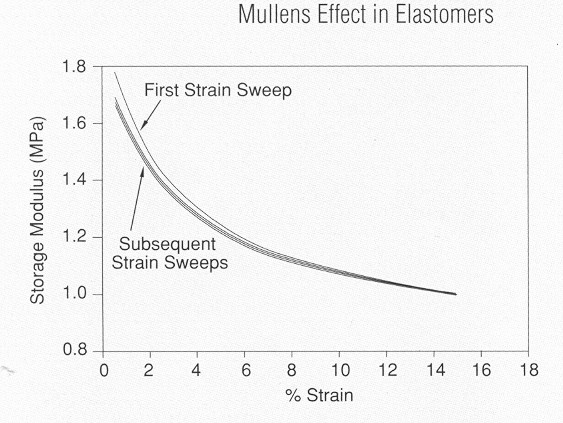 Mullens Effect in Elastomers
1.8
First Strain Sweep
1.6
1.4
1.2
Subsequent
Strain Sweeps
1.0
0.8
Storage Modulus (MPa)
0 2 4 6 8 10 12 14 16 18
% Strain